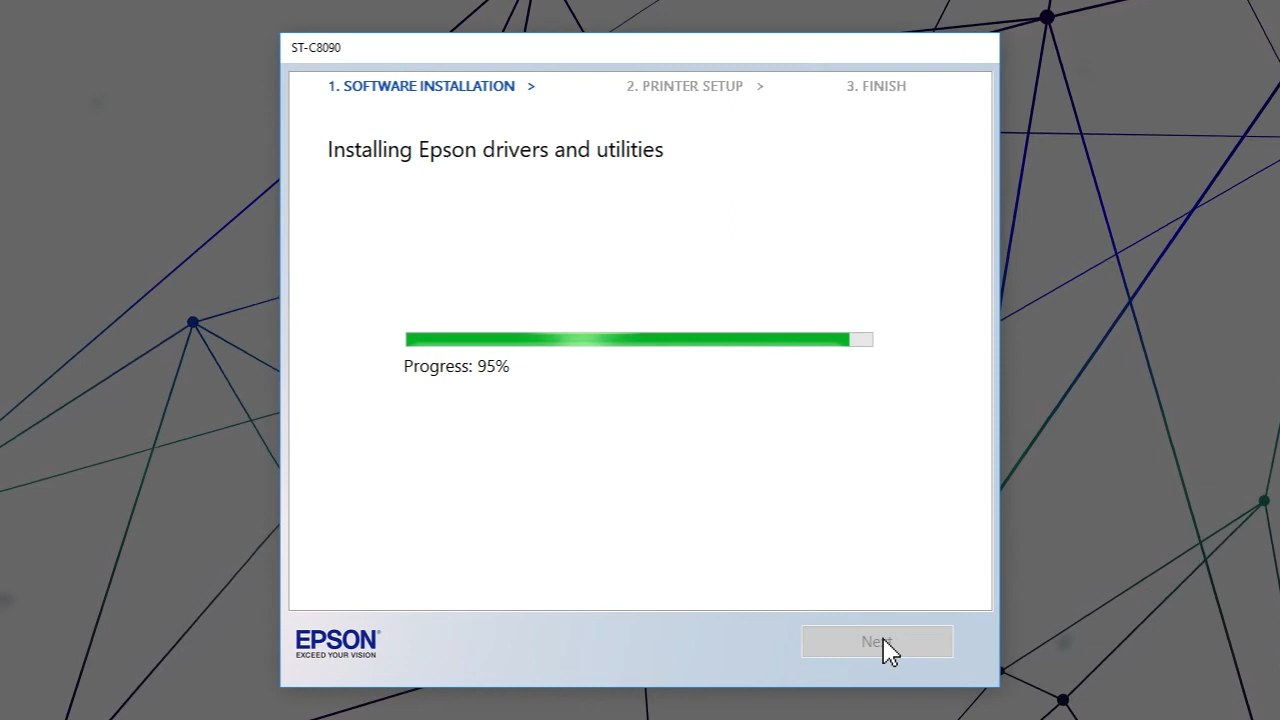 ST-C8090
1. SOFTWARE INSTALLATION > 2. PRINTER SETUP > 3. FINISH
Installing Epson drivers and utilities
Progress: 95%
EPSON®
EXCEED YOUR VISION
Next